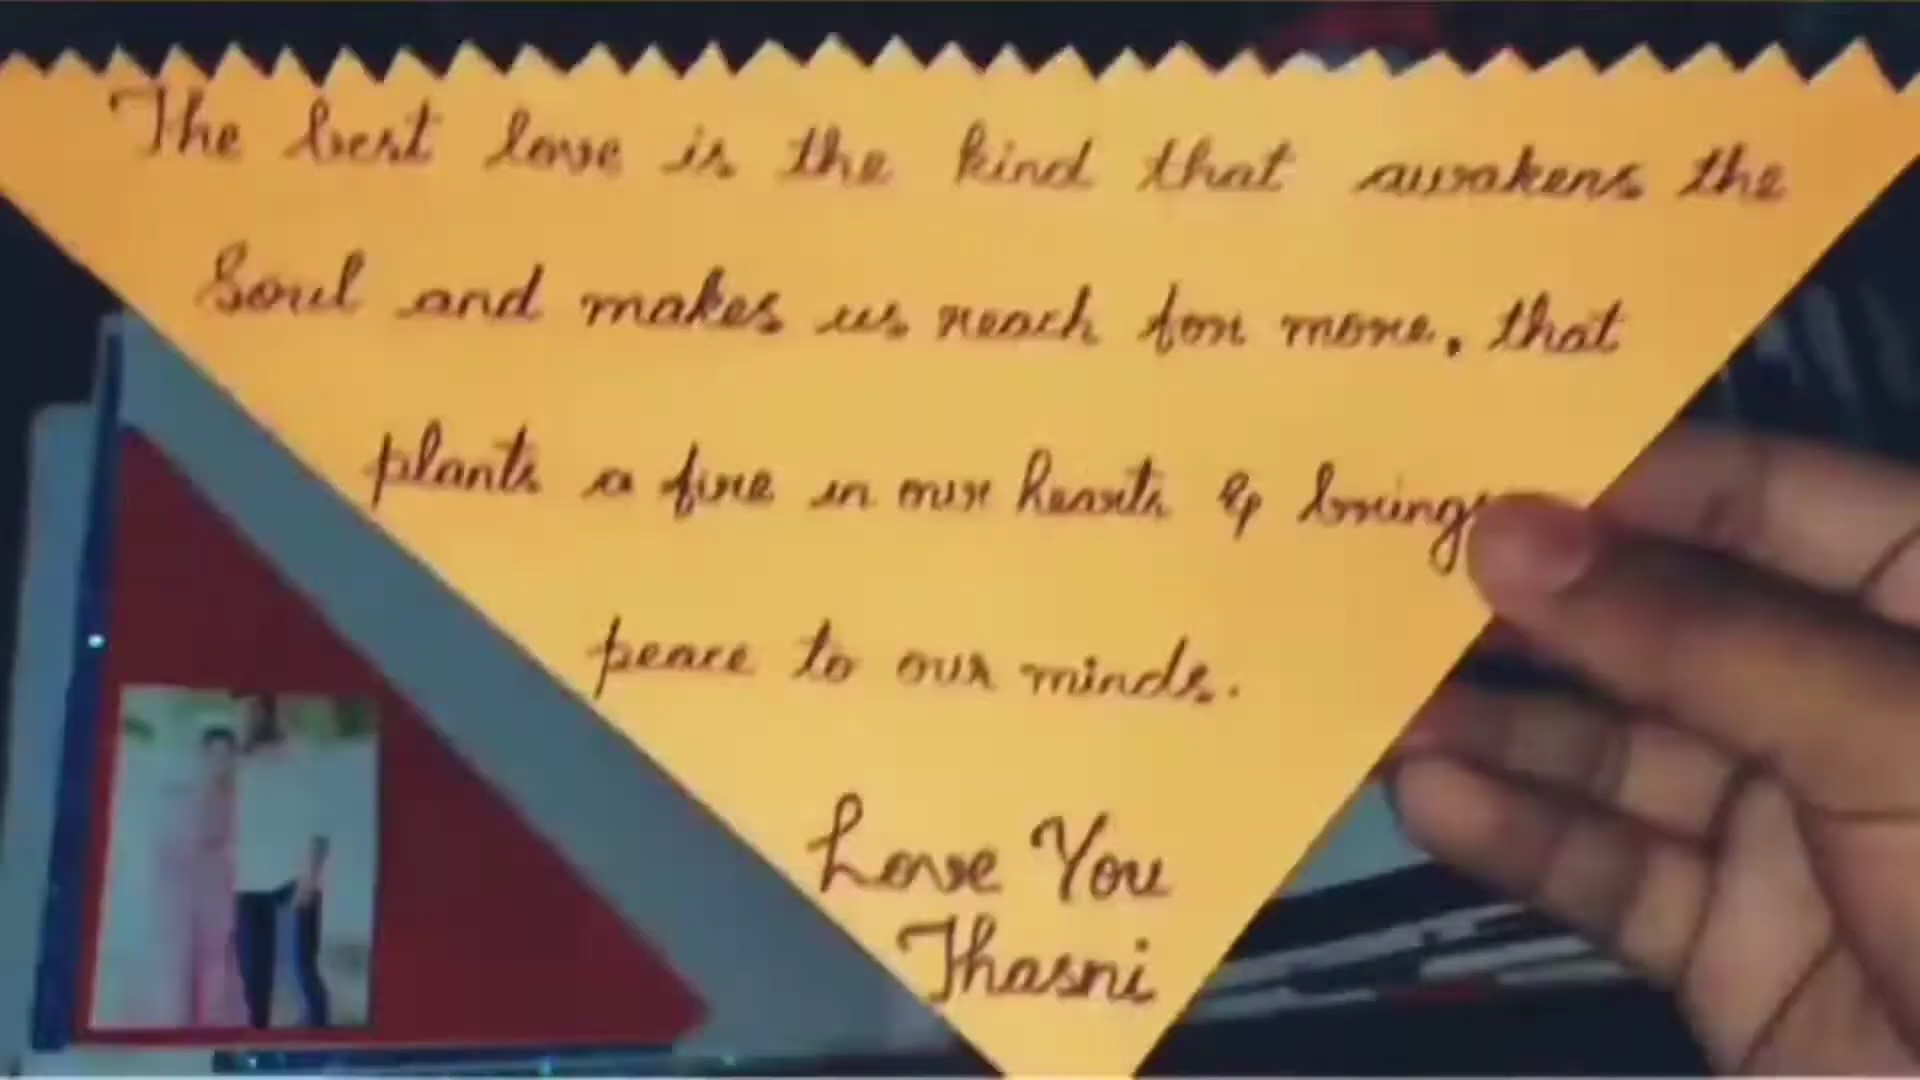 The best love is the kind that awakens the
Soul and makes us reach for more, that
plants a fire in our hearts & brings
peace to our minds.
Love You
Thasni